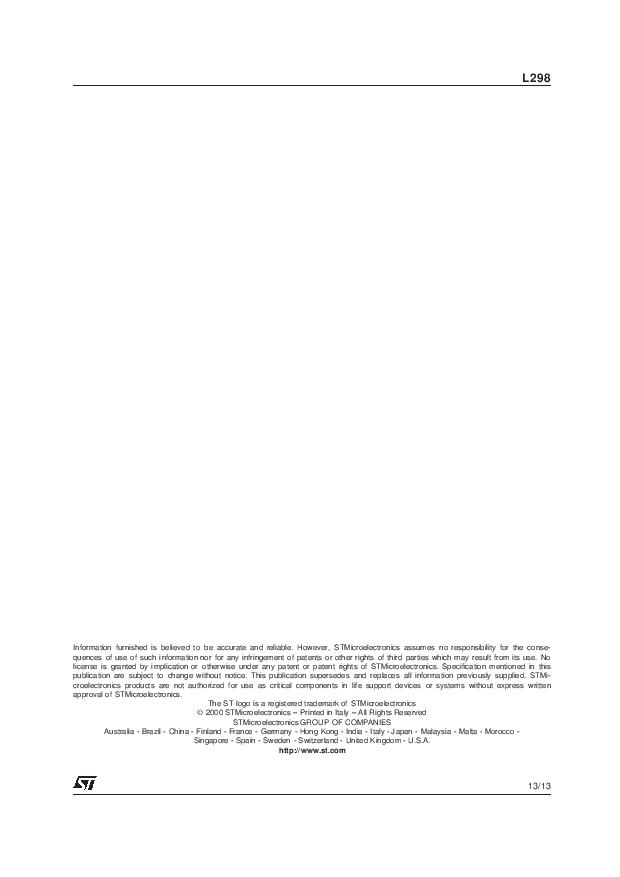 L298
Information furnished is believed to be accurate and reliable. However, STMicroelectronics assumes no responsibility for the conse-
quences of use of such information nor for any infringement of patents or other rights of third parties which may result from its use. No
license is granted by implication or otherwise under any patent or patent rights of STMicroelectronics. Specification mentioned in this
publication are subject to change without notice. This publication supersedes and replaces all information previously supplied. STMi-
croelectronics products are not authorized for use as critical components in life support devices or systems without express written
approval of STMicroelectronics.
The ST logo is a registered trademark of STMicroelectronics
© 2000 STMicroelectronics – Printed in Italy – All Rights Reserved
STMicroelectronics GROUP OF COMPANIES
Australia - Brazil - China - Finland - France - Germany - Hong Kong - India - Italy - Japan - Malaysia - Malta - Morocco -
Singapore - Spain - Sweden - Switzerland - United Kingdom - U.S.A.
http://www.st.com
ST
13/13